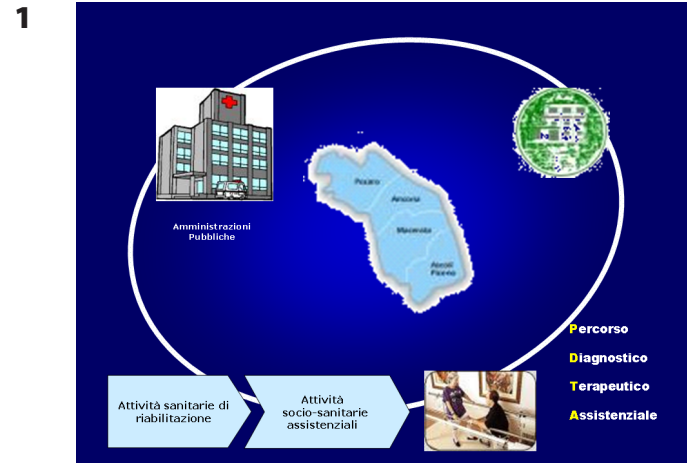 1
Pesaro
Ancona
Macerata
Ascoli
Piceno
Amministrazioni
Pubbliche
Percorso
Diagnostico
Terapeutico
Assistenziale
Attività sanitarie di
riabilitazione
Attività
socio-sanitarie
assistenziali